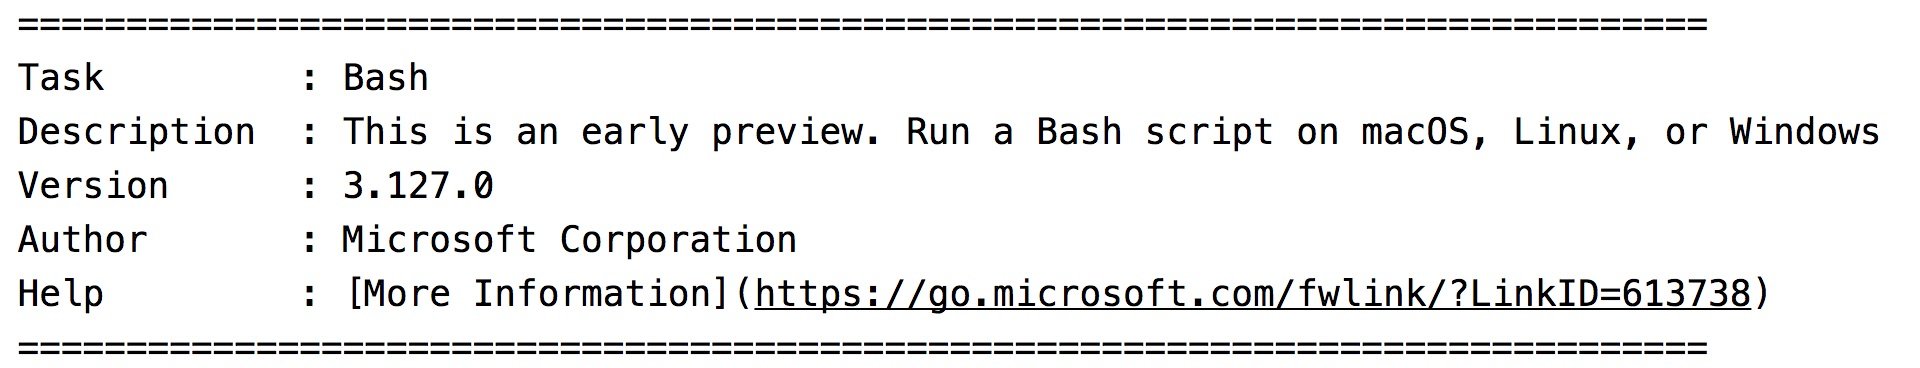 ==============================================================================
Task         : Bash
Description  : This is an early preview. Run a Bash script on macOS, Linux, or Windows
Version      : 3.127.0
Author       : Microsoft Corporation
Help         : [More Information](https://go.microsoft.com/fwlink/?LinkID=613738)
==============================================================================